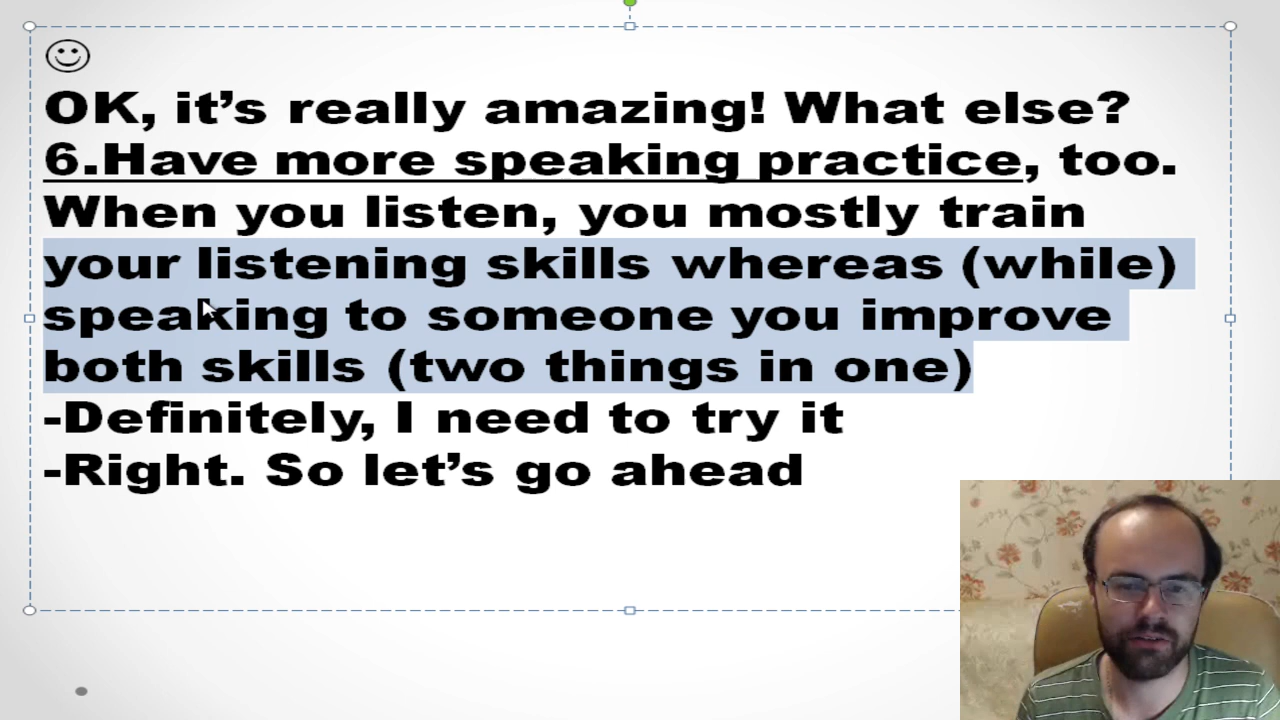 OK, it’s really amazing! What else?
6.Have more speaking practice, too.
When you listen, you mostly train
your listening skills whereas (while)
speaking to someone you improve
both skills (two things in one)
-Definitely, I need to try it
-Right. So let’s go ahead